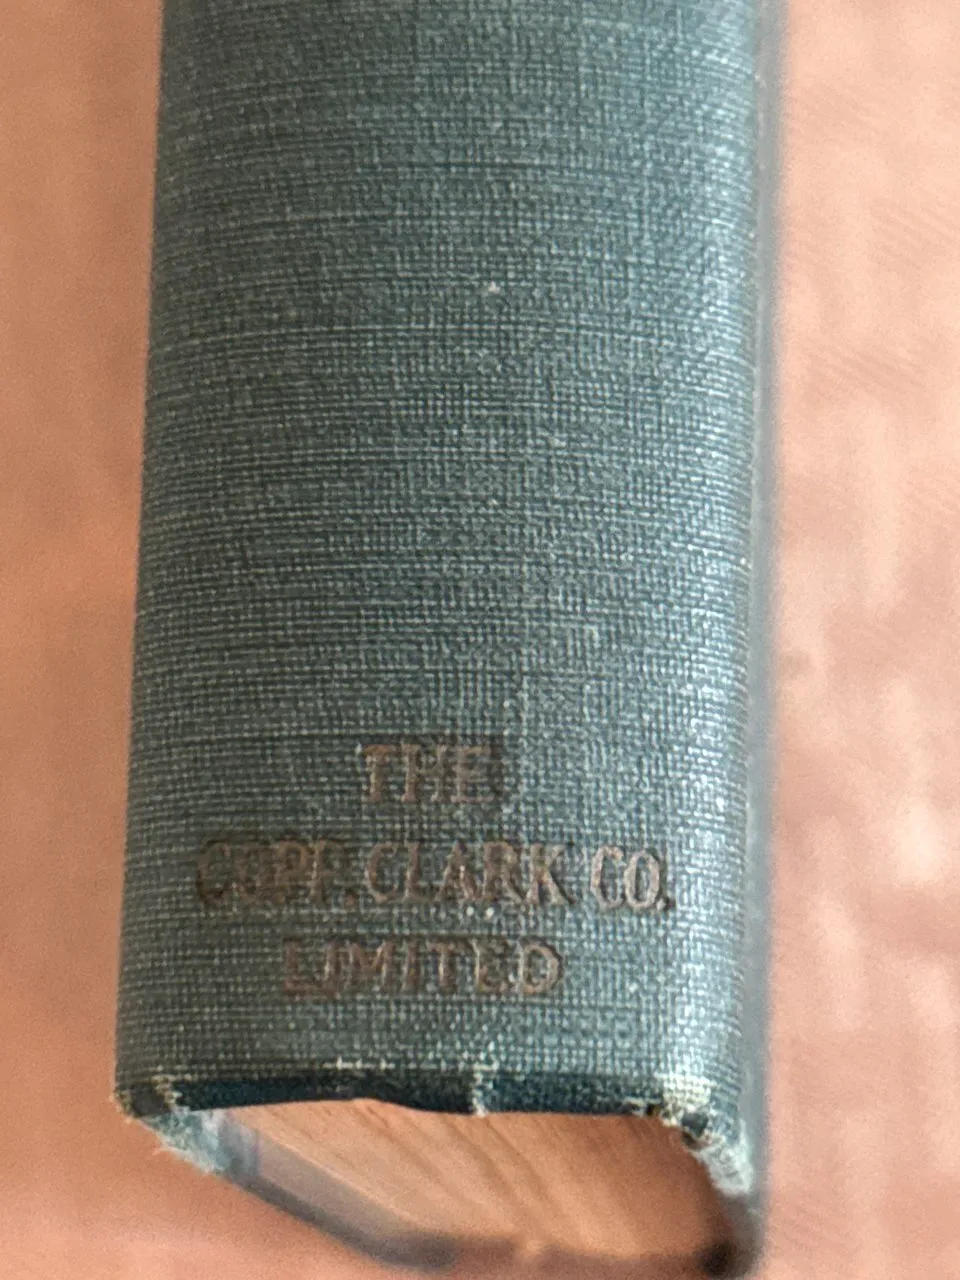 THE
COPP, CLARK CO.
LIMITED